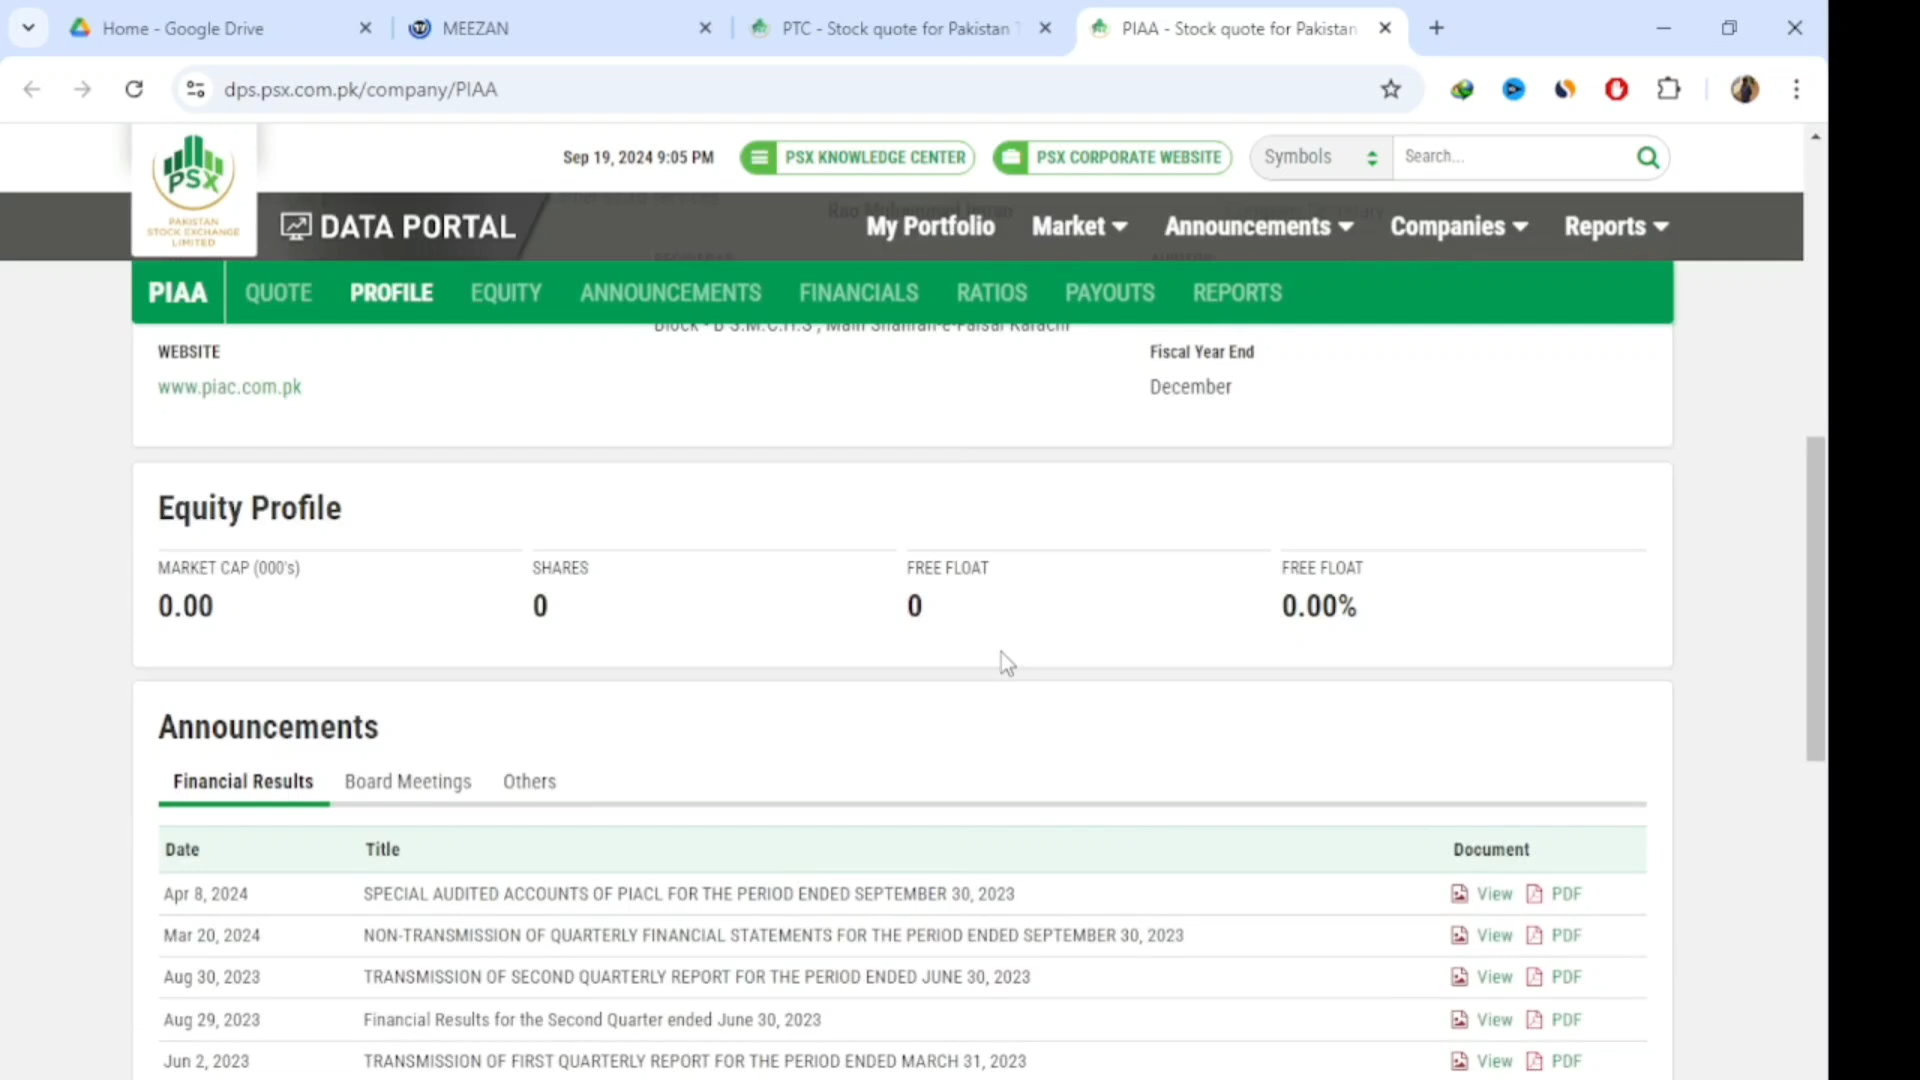 Home - Google Drive
MEEZAN
PTC - Stock quote for Pakistan
PIAA - Stock quote for Pakistan
dps.psx.com.pk/company/PIAA
PSX
PAKISTAN
STOCK EXCHANGE
LIMITED
Sep 19, 2024 9:05 PM
PSX KNOWLEDGE CENTER
PSX CORPORATE WEBSITE
Symbols
Search...
DATA PORTAL
My Portfolio
Market
Announcements
Companies
Reports
PIAA
QUOTE
PROFILE
EQUITY
ANNOUNCEMENTS
FINANCIALS
RATIOS
PAYOUTS
REPORTS
Block - B S.M.C.H.S , Main Shahrah-e-Faisal Karachi
WEBSITE
www.piac.com.pk
Fiscal Year End
December
Equity Profile
MARKET CAP (000's)
0.00
SHARES
0
FREE FLOAT
0
FREE FLOAT
0.00%
Announcements
Financial Results
Board Meetings
Others
Date Title Document
Apr 8, 2024 SPECIAL AUDITED ACCOUNTS OF PIACL FOR THE PERIOD ENDED SEPTEMBER 30, 2023 View PDF
Mar 20, 2024 NON-TRANSMISSION OF QUARTERLY FINANCIAL STATEMENTS FOR THE PERIOD ENDED SEPTEMBER 30, 2023 View PDF
Aug 30, 2023 TRANSMISSION OF SECOND QUARTERLY REPORT FOR THE PERIOD ENDED JUNE 30, 2023 View PDF
Aug 29, 2023 Financial Results for the Second Quarter ended June 30, 2023 View PDF
Jun 2, 2023 TRANSMISSION OF FIRST QUARTERLY REPORT FOR THE PERIOD ENDED MARCH 31, 2023 View PDF